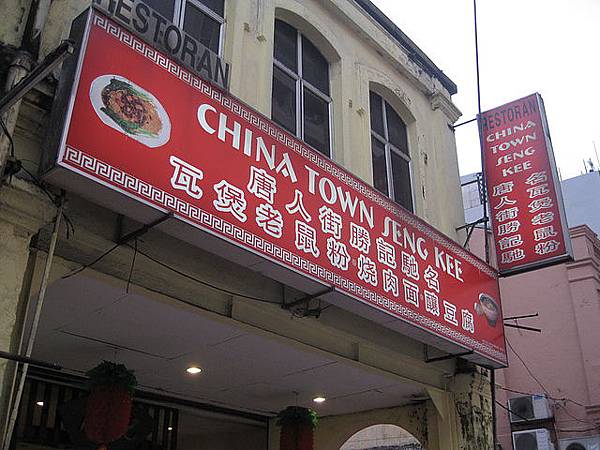 RESTORAN
CHINA TOWN SENG KEE
唐人街勝記馳名
瓦煲老鼠粉燒肉面釀豆腐
RESTORAN
CHINA
TOWN
SENG
KEE
唐人街勝記馳
名瓦煲老鼠粉